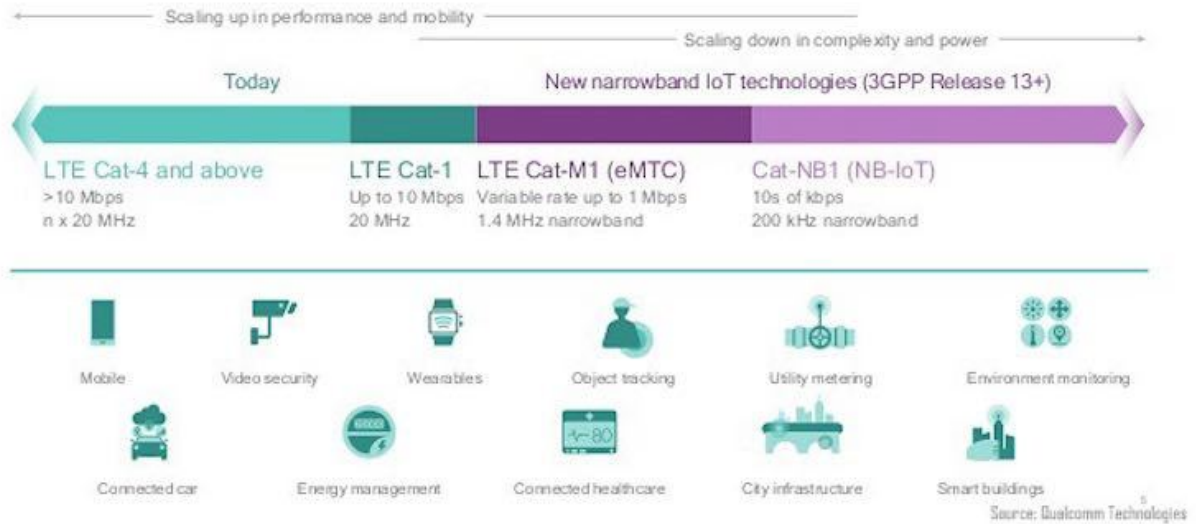 Scaling up in performance and mobility
Scaling down in complexity and power
Today
New narrowband IoT technologies (3GPP Release 13+)
LTE Cat-4 and above
>10 Mbps
n x 20 MHz
LTE Cat-1
Up to 10 Mbps
20 MHz
LTE Cat-M1 (eMTC)
Variable rate up to 1 Mbps
1.4 MHz narrowband
Cat-NB1 (NB-IoT)
10s of kbps
200 kHz narrowband
Mobile
Video security
Wearables
Object tracking
Utility metering
Environment monitoring
80
Connected car
Energy management
Connected healthcare
City infrastructure
Smart buildings
5
Source: Qualcomm Technologies